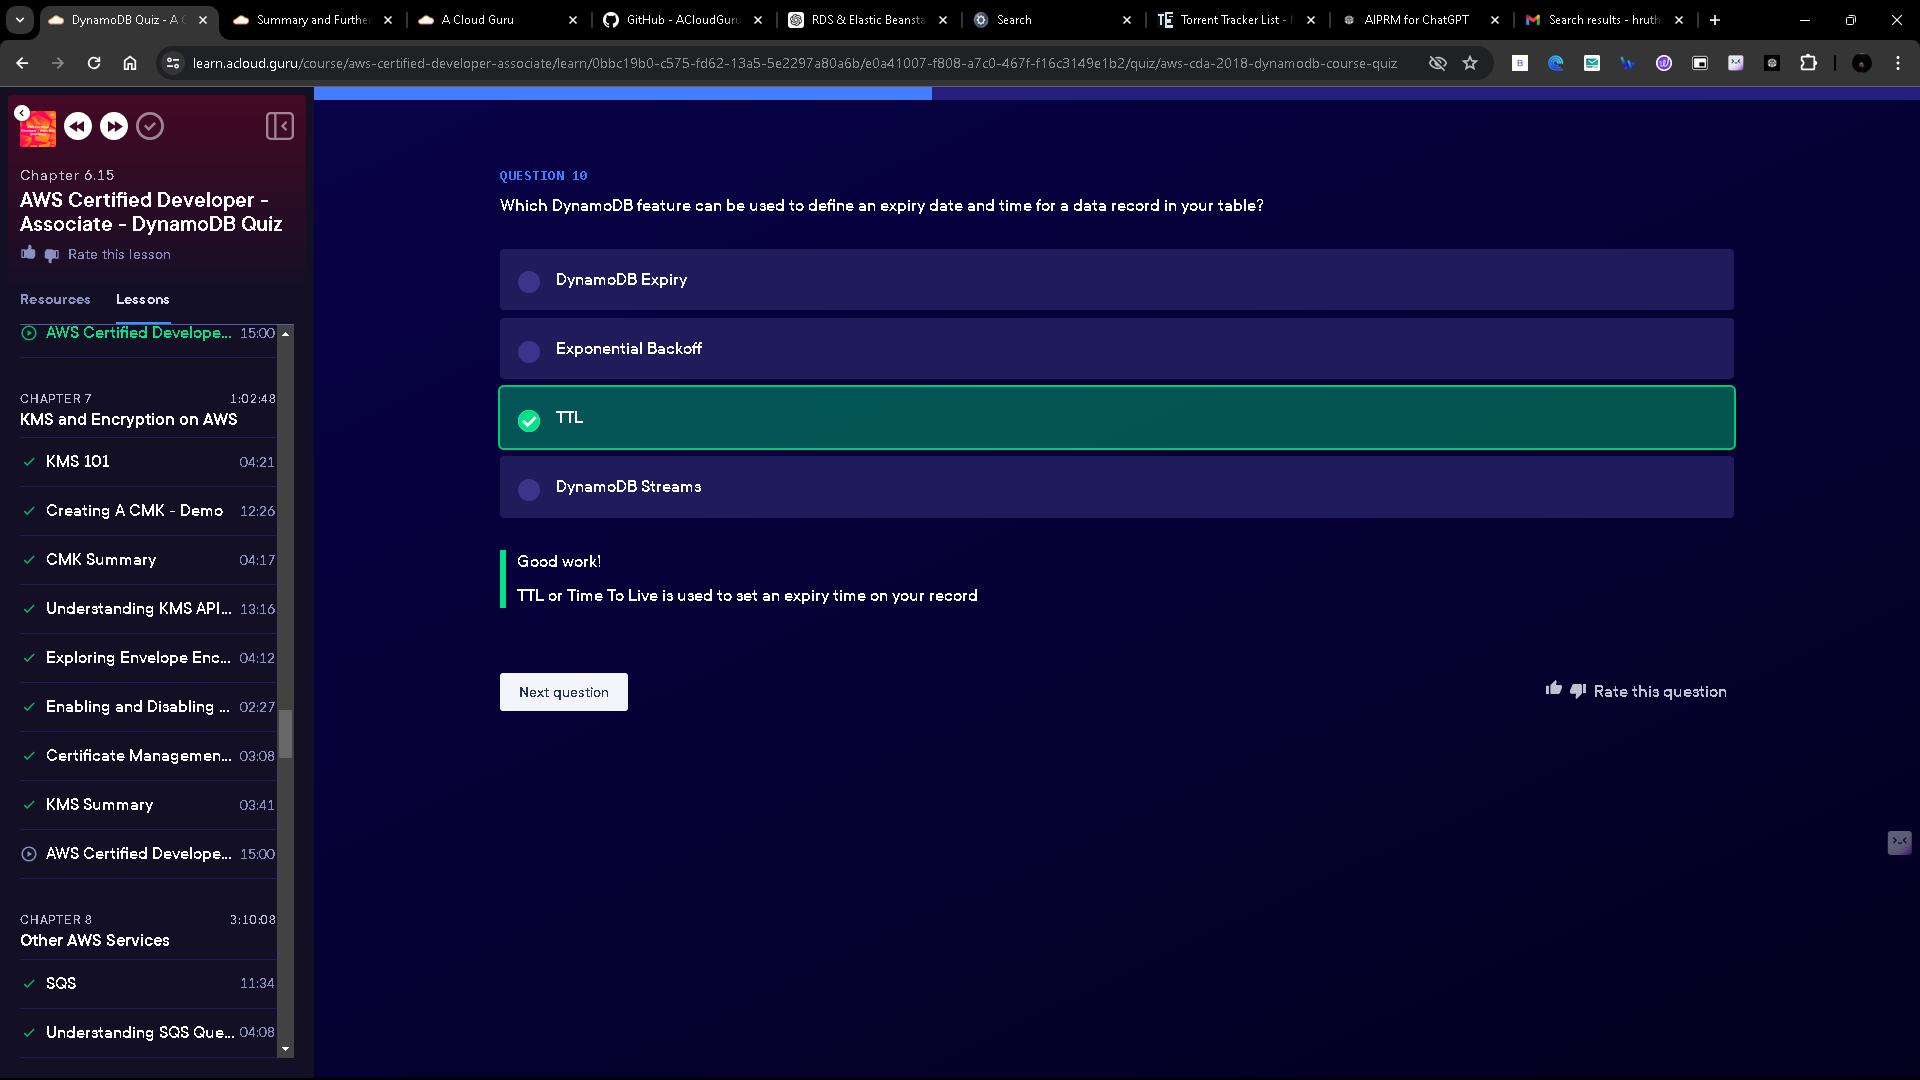 DynamoDB Quiz - A C
Summary and Further
A Cloud Guru
GitHub - ACloudGuru
RDS & Elastic Beansta
Search
Torrent Tracker List -
AIPRM for ChatGPT
Search results - hruth
learn.acloud.guru/course/aws-certified-developer-associate/learn/0bbc19b0-c575-fd62-13a5-5e2297a80a6b/e0a41007-f808-a7c0-467f-f16c3149e1b2/quiz/aws-cda-2018-dynamodb-course-quiz
Chapter 6.15
AWS Certified Developer -
Associate - DynamoDB Quiz
Rate this lesson
Resources
Lessons
AWS Certified Develope... 15:00
CHAPTER 7 1:02:48
KMS and Encryption on AWS
KMS 101 04:21
Creating A CMK - Demo 12:26
CMK Summary 04:17
Understanding KMS API... 13:16
Exploring Envelope Enc... 04:12
Enabling and Disabling ... 02:27
Certificate Managemen... 03:08
KMS Summary 03:41
AWS Certified Develope... 15:00
CHAPTER 8 3:10:08
Other AWS Services
SQS 11:34
Understanding SQS Que... 04:08
QUESTION 10
Which DynamoDB feature can be used to define an expiry date and time for a data record in your table?
DynamoDB Expiry
Exponential Backoff
TTL
DynamoDB Streams
Good work!
TTL or Time To Live is used to set an expiry time on your record
Next question
Rate this question